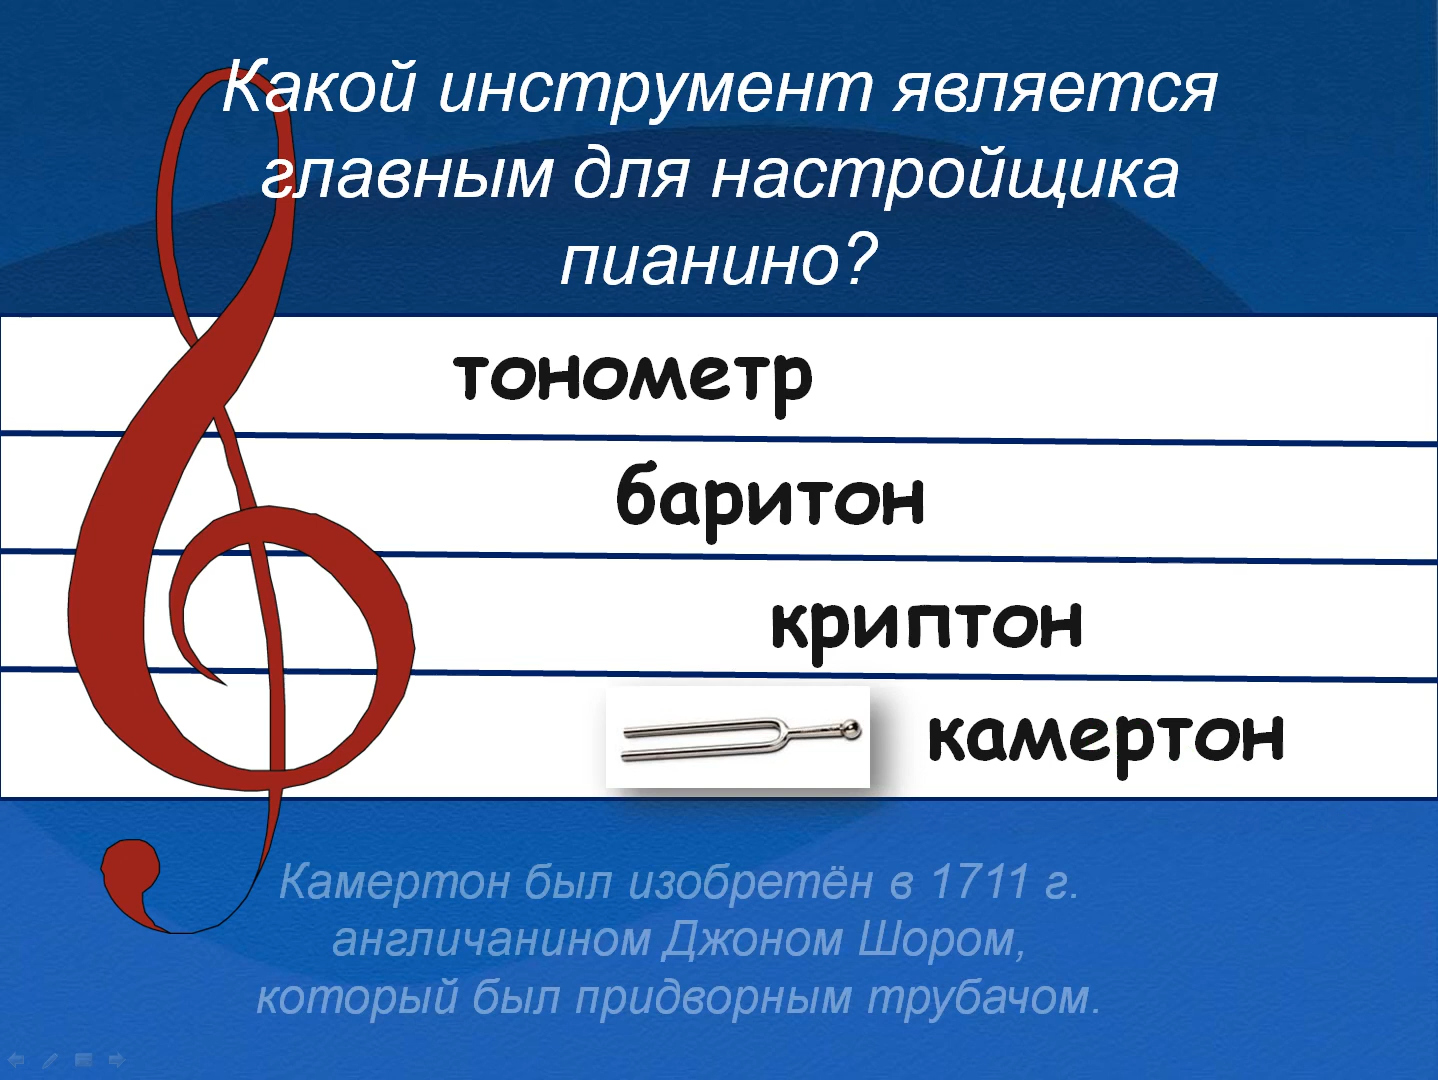 Какой инструмент является
главным для настройщика
пианино?
тонометр
баритон
криптон
камертон
Камертон был изобретён в 1711 г.
англичанином Джоном Шором,
который был придворным трубачом.